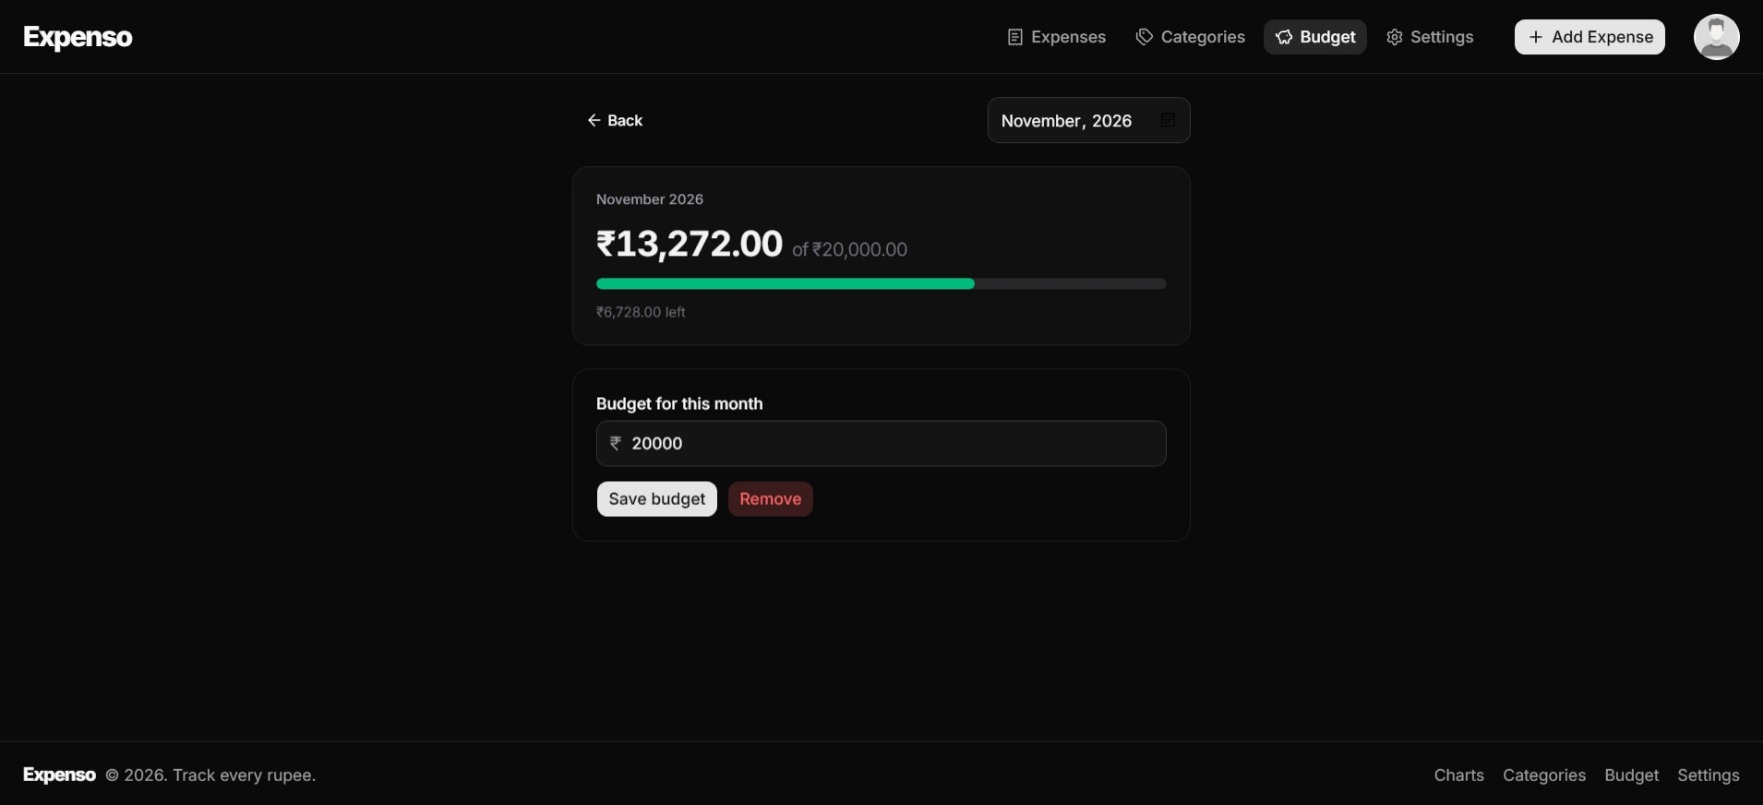 Expenso
Expenses
Categories
Budget
Settings
+ Add Expense
← Back
November, 2026
November 2026
₹13,272.00 of ₹20,000.00
₹6,728.00 left
Budget for this month
₹ 20000
Save budget
Remove
Expenso © 2026. Track every rupee.
Charts
Categories
Budget
Settings